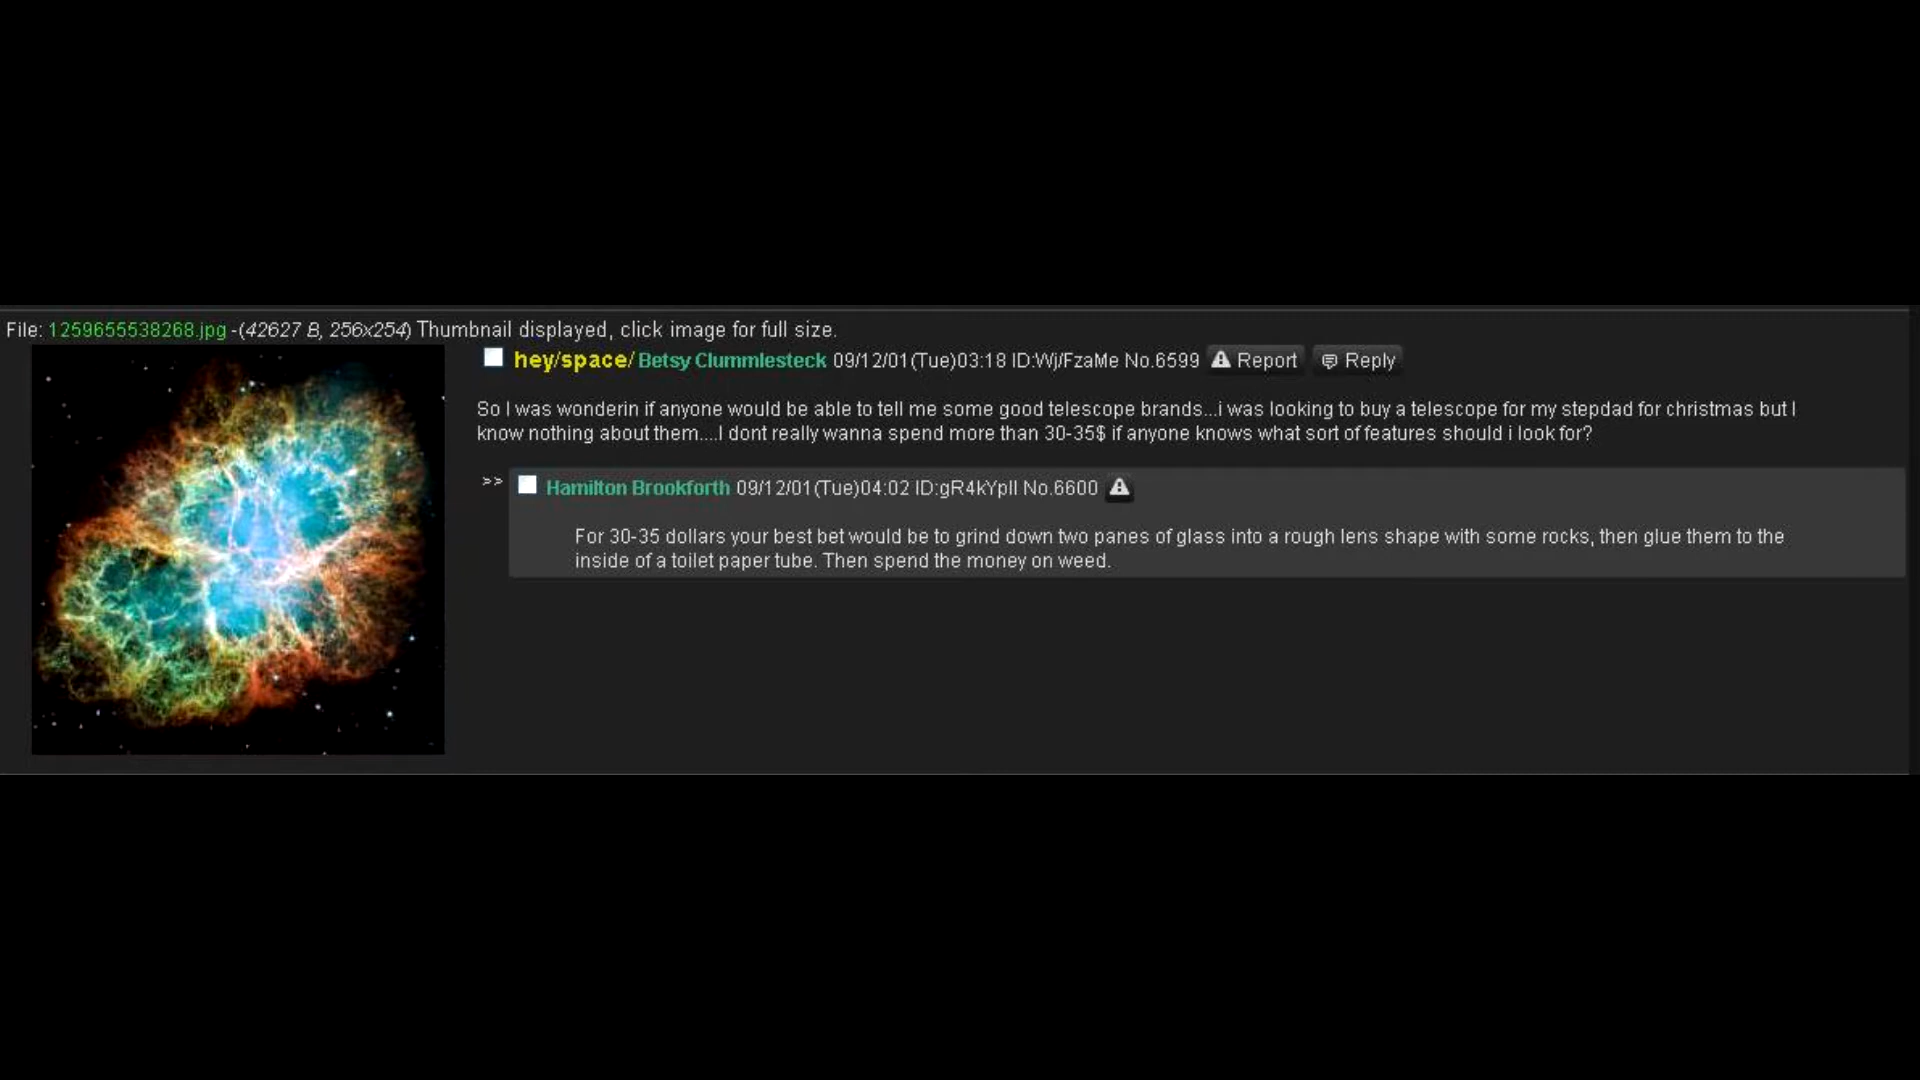 File: 1259655538268.jpg -(42627 B, 256x254) Thumbnail displayed, click image for full size.
hey/space/ Betsy Clummlesteck 09/12/01(Tue)03:18 ID:Wj/FzaMe No.6599 Report Reply
So I was wonderin if anyone would be able to tell me some good telescope brands...i was looking to buy a telescope for my stepdad for christmas but I
know nothing about them....I dont really wanna spend more than 30-35$ if anyone knows what sort of features should i look for?
>> Hamilton Brookforth 09/12/01(Tue)04:02 ID:gR4kYpII No.6600
For 30-35 dollars your best bet would be to grind down two panes of glass into a rough lens shape with some rocks, then glue them to the
inside of a toilet paper tube. Then spend the money on weed.